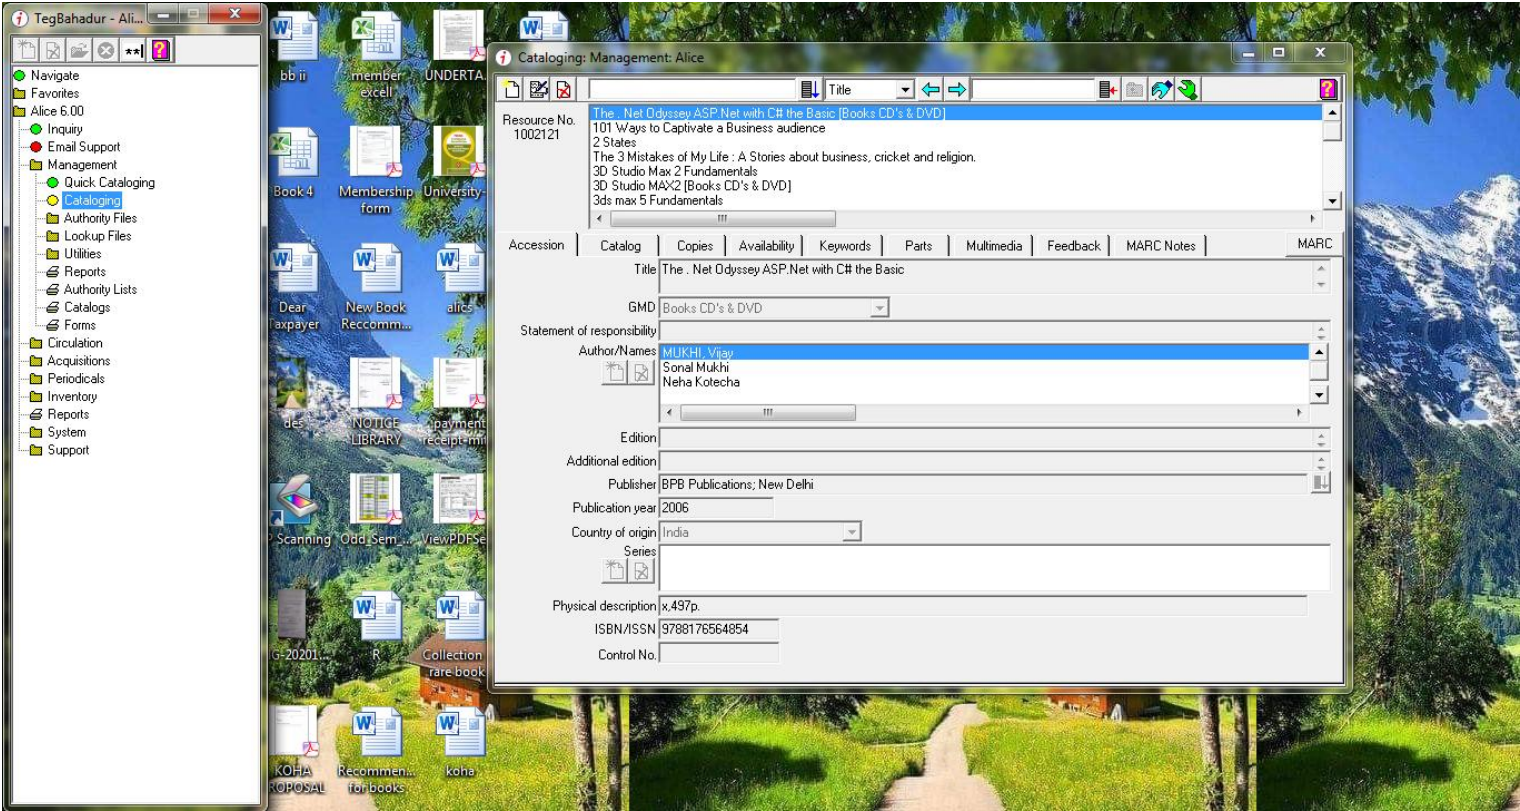 TegBahadur - Ali...
**|
?
Navigate
Favorites
Alice 6.00
Inquiry
Email Support
Management
Quick Cataloging
Cataloging
Authority Files
Lookup Files
Utilities
Reports
Authority Lists
Catalogs
Forms
Circulation
Acquisitions
Periodicals
Inventory
Reports
System
Support
bb ii
member
excell
UNDERTA
Book 4
Membership
form
University-
Dear
Taxpayer
New Book
Reccomm...
alics
des
NOTICE
LIBRARY
payment
receipt-mi
Scanning
Odd_Sem_...
ViewPDFSe
G-20201...
R
Collection
rare book
KOHA
ROPOSAL
Recommen...
for books
koha
Cataloging: Management: Alice
Title
?
Resource No.
1002121
The . Net Odyssey ASP.Net with C# the Basic [Books CD's & DVD]
101 Ways to Captivate a Business audience
2 States
The 3 Mistakes of My Life : A Stories about business, cricket and religion.
3D Studio Max 2 Fundamentals
3D Studio MAX2 [Books CD's & DVD]
3ds max 5 Fundamentals
Accession Catalog Copies Availability Keywords Parts Multimedia Feedback MARC Notes MARC
Title The . Net Odyssey ASP.Net with C# the Basic
GMD Books CD's & DVD
Statement of responsibility
Author/Names MUKHI, Vijay
Sonal Mukhi
Neha Kotecha
Edition
Additional edition
Publisher BPB Publications; New Delhi
Publication year 2006
Country of origin India
Series
Physical description x,497p.
ISBN/ISSN 9788176564854
Control No.